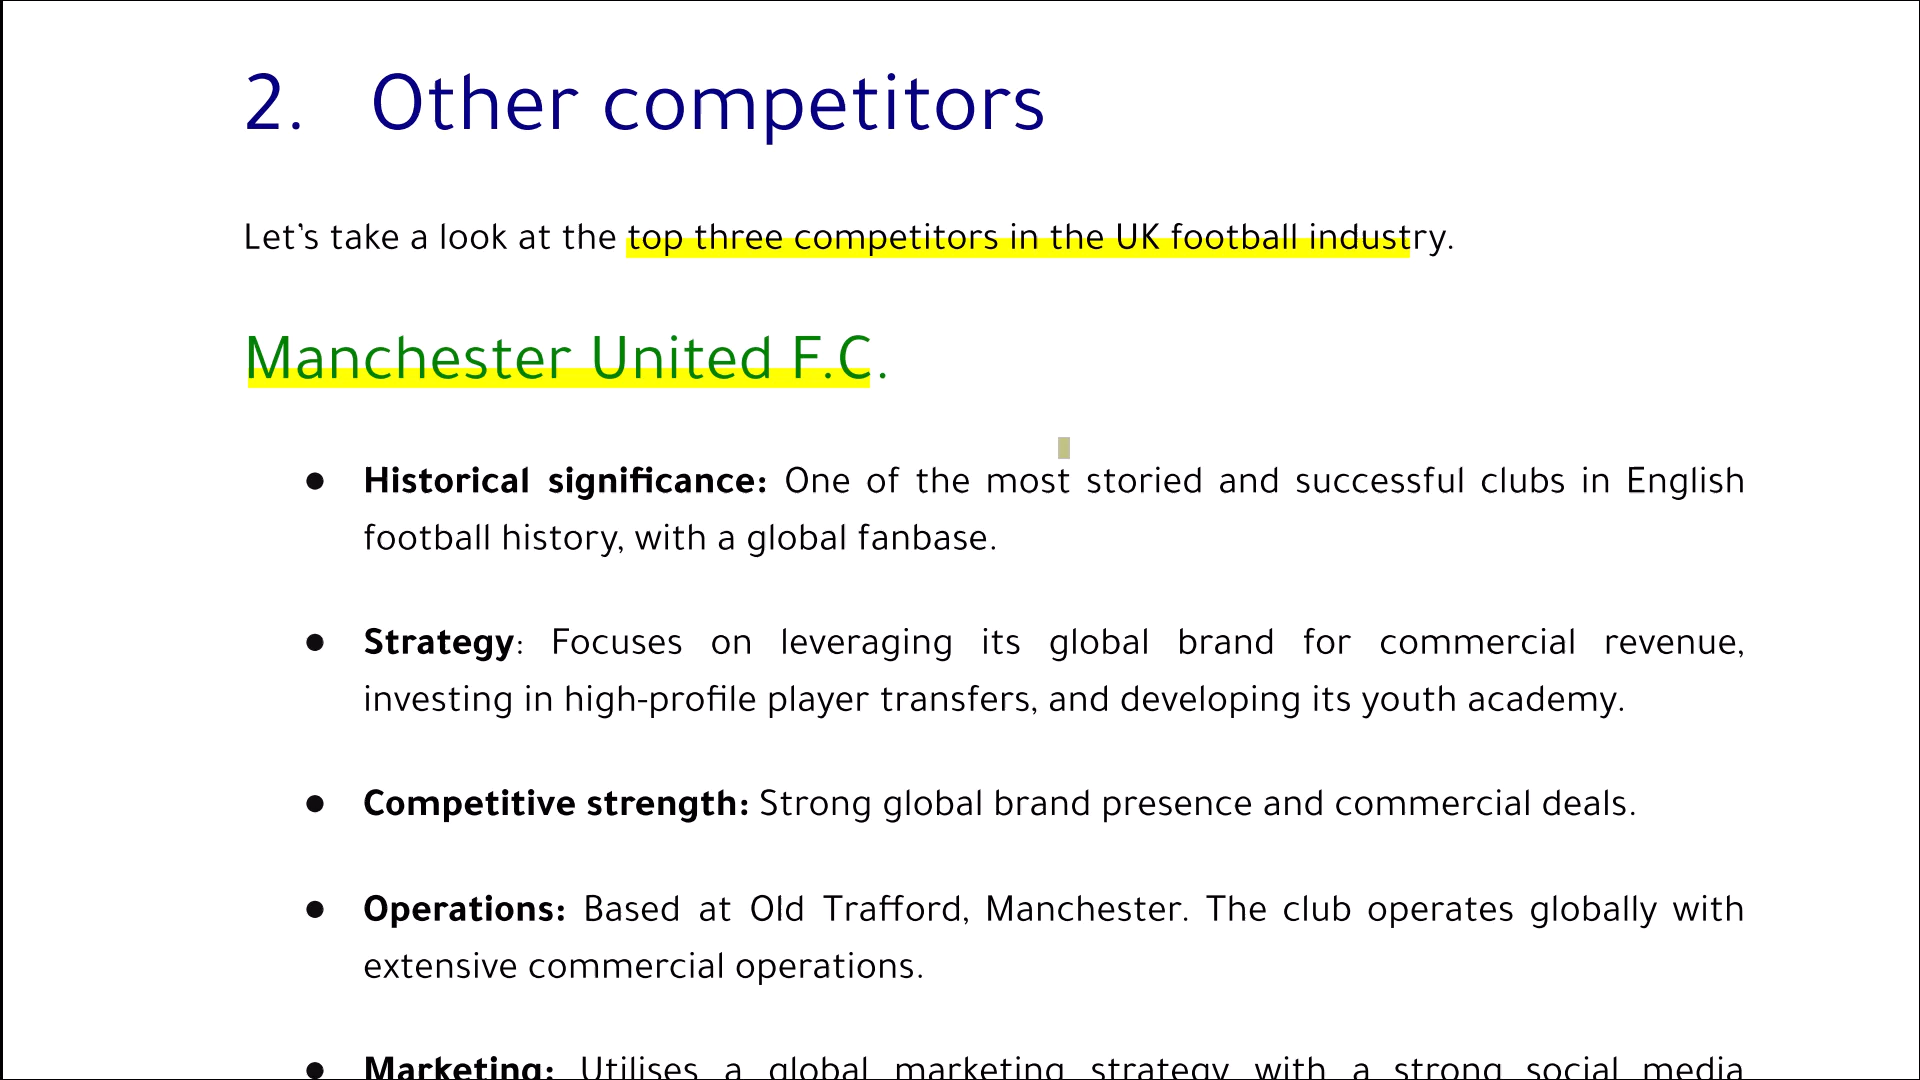 2. Other competitors
Let’s take a look at the top three competitors in the UK football industry.
Manchester United F.C.
● Historical significance: One of the most storied and successful clubs in English
football history, with a global fanbase.
● Strategy: Focuses on leveraging its global brand for commercial revenue,
investing in high-profile player transfers, and developing its youth academy.
● Competitive strength: Strong global brand presence and commercial deals.
● Operations: Based at Old Trafford, Manchester. The club operates globally with
extensive commercial operations.
● Marketing: Utilises a global marketing strategy with a strong social media